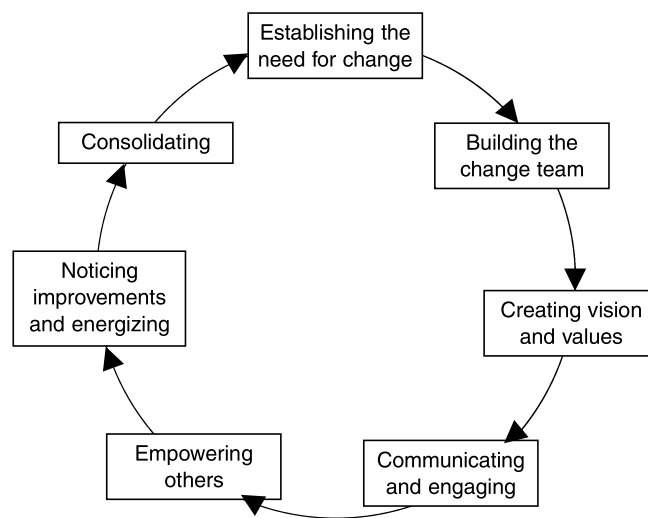 Establishing the
need for change
Building the
change team
Creating vision
and values
Communicating
and engaging
Empowering
others
Noticing
improvements
and energizing
Consolidating